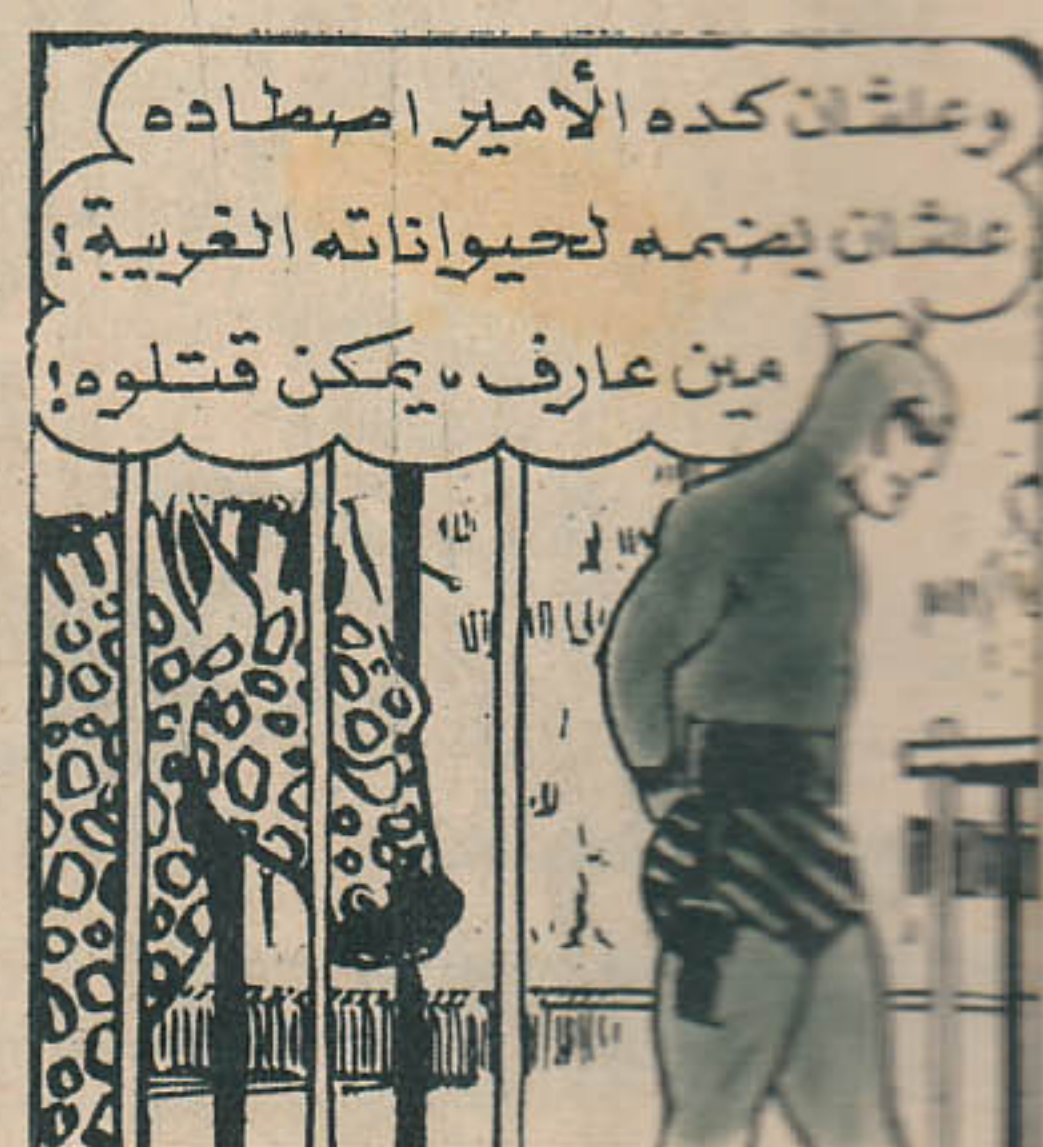 وعلشان كده الأمير اصطاده
علشان يضمه لحيواناته الغريبة!
مين عارف، يمكن قتلوه!